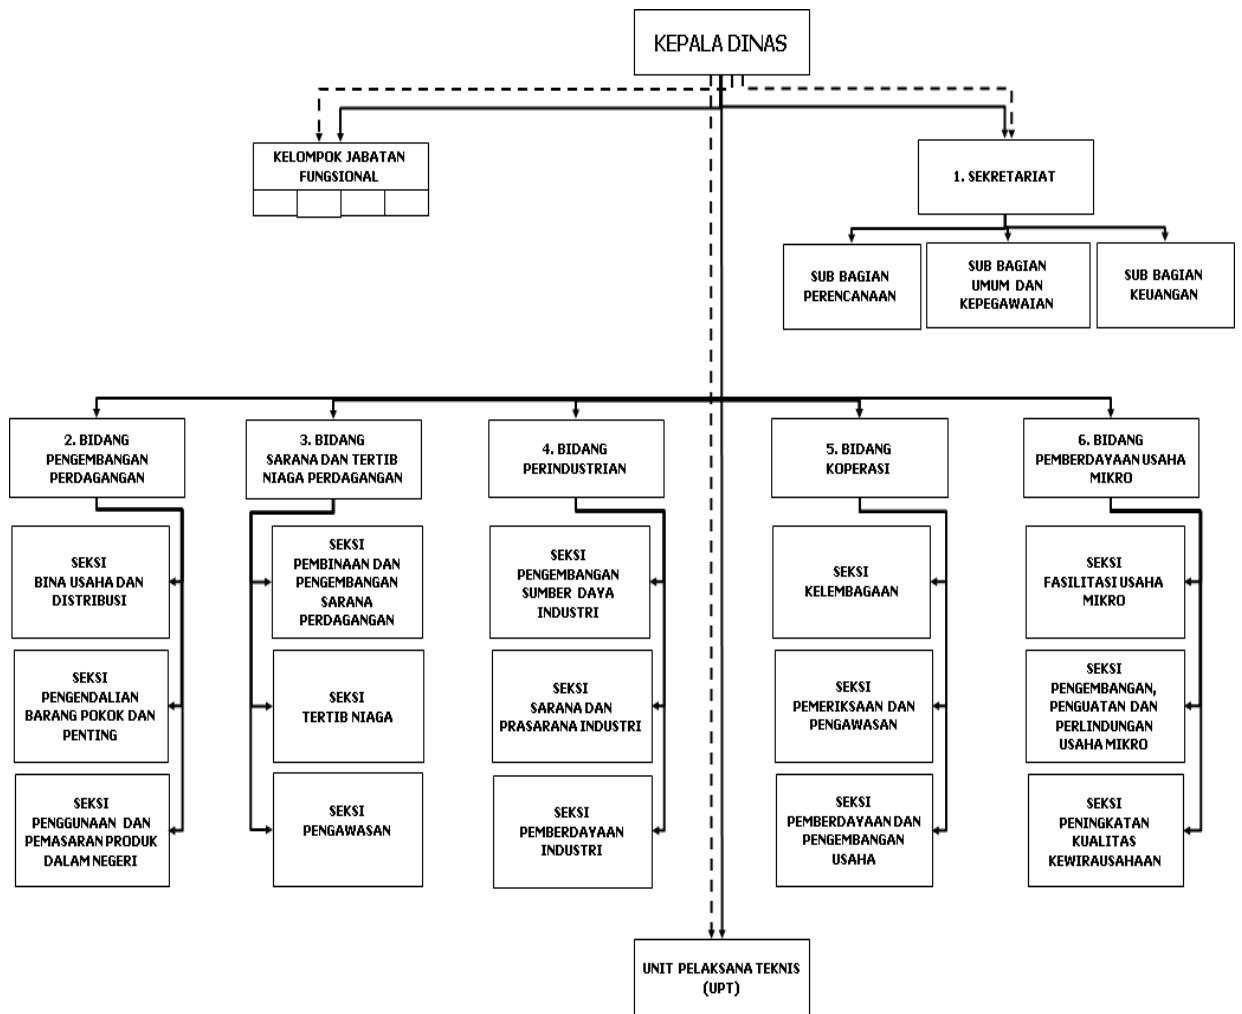 KEPALA DINAS
KELOMPOK JABATAN
FUNGSIONAL
1. SEKRETARIAT
SUB BAGIAN
PERENCANAAN
SUB BAGIAN
UMUM DAN
KEPEGAWAIAN
SUB BAGIAN
KEUANGAN
2. BIDANG
PENGEMBANGAN
PERDAGANGAN
3. BIDANG
SARANA DAN TERTIB
NIAGA PERDAGANGAN
4. BIDANG
PERINDUSTRIAN
5. BIDANG
KOPERASI
6. BIDANG
PEMBERDAYAAN USAHA
MIKRO
SEKSI
BINA USAHA DAN
DISTRIBUSI
SEKSI
PEMBINAAN DAN
PENGEMBANGAN
SARANA
PERDAGANGAN
SEKSI
PENGEMBANGAN
SUMBER DAYA
INDUSTRI
SEKSI
KELEMBAGAAN
SEKSI
FASILITASI USAHA
MIKRO
SEKSI
PENGENDALIAN
BARANG POKOK DAN
PENTING
SEKSI
TERTIB NIAGA
SEKSI
SARANA DAN
PRASARANA INDUSTRI
SEKSI
PEMERIKSAAN DAN
PENGAWASAN
SEKSI
PENGEMBANGAN,
PENGUATAN DAN
PERLINDUNGAN
USAHA MIKRO
SEKSI
PENGGUNAAN DAN
PEMASARAN PRODUK
DALAM NEGERI
SEKSI
PENGAWASAN
SEKSI
PEMBERDAYAAN
INDUSTRI
SEKSI
PEMBERDAYAAN DAN
PENGEMBANGAN
USAHA
SEKSI
PENINGKATAN
KUALITAS
KEWIRAUSAHAAN
UNIT PELAKSANA TEKNIS
(UPT)